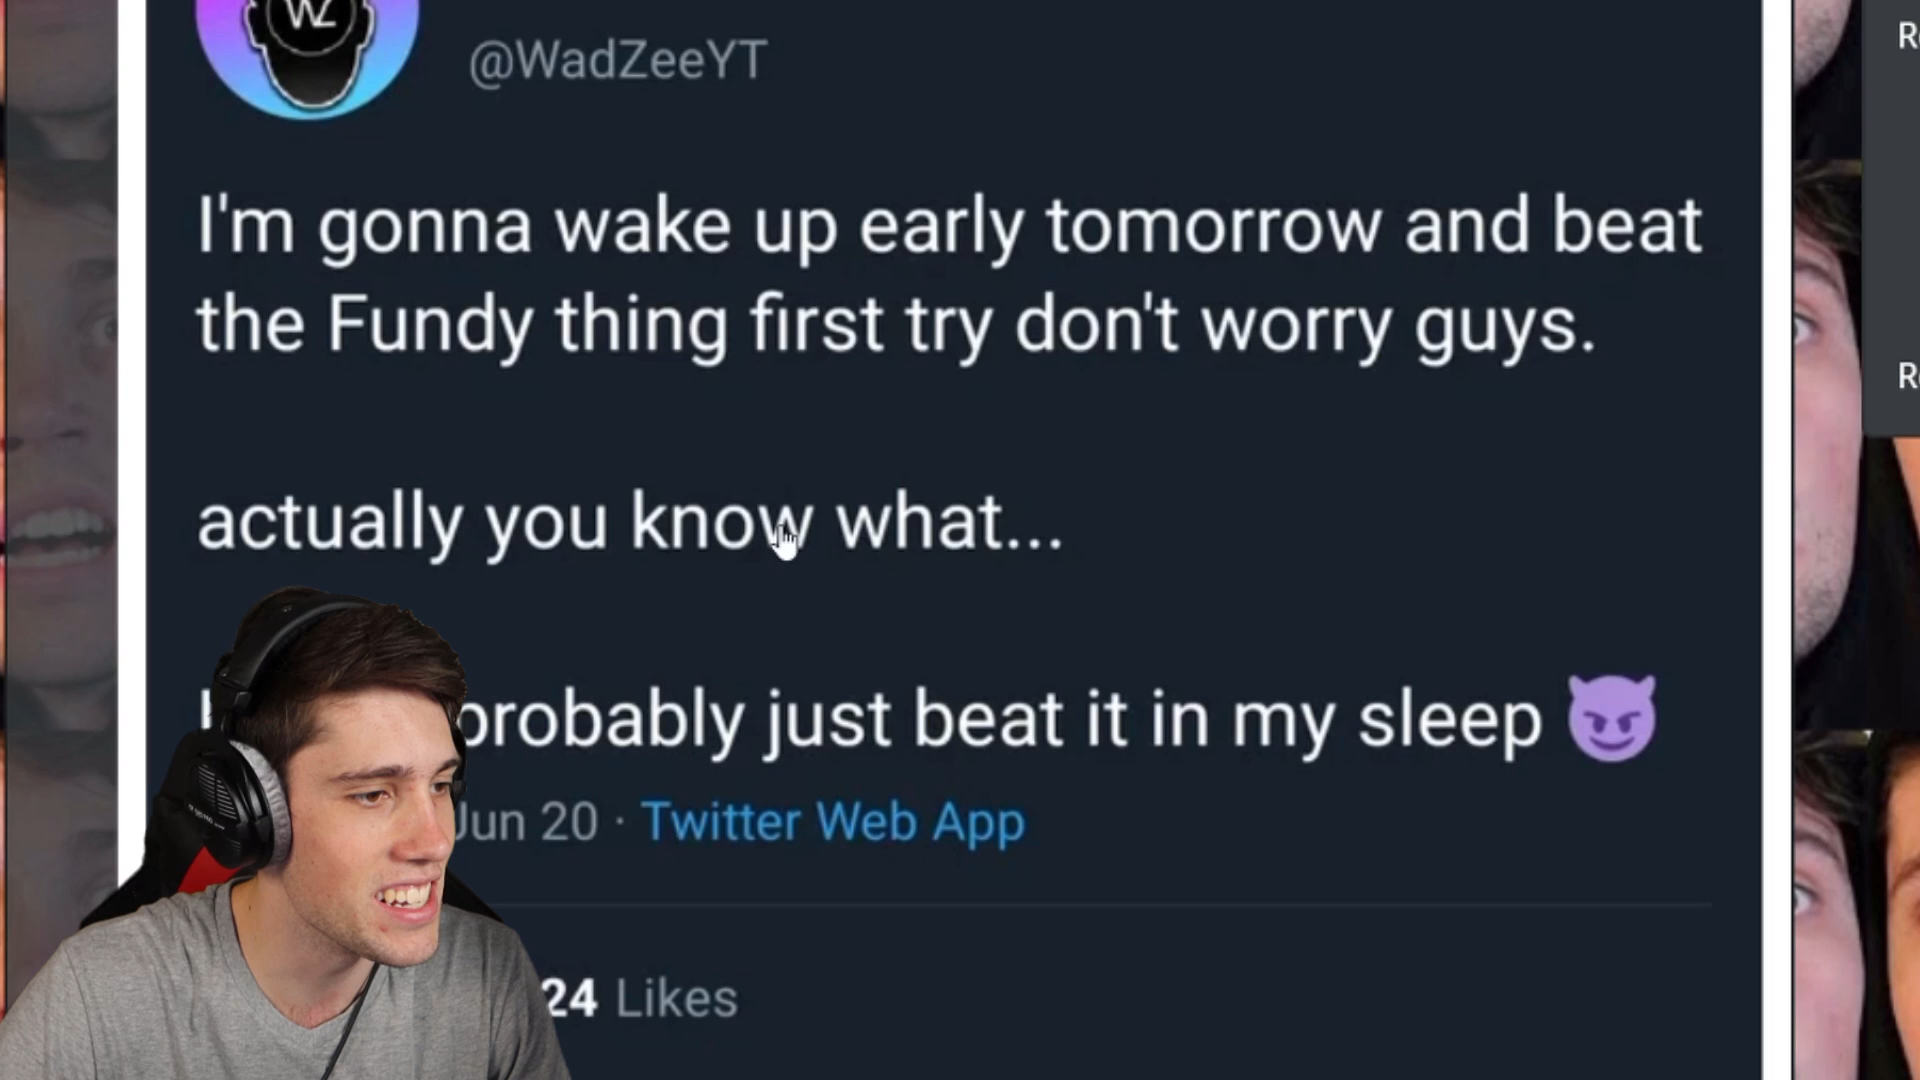 WZ
@WadZeeYT
I'm gonna wake up early tomorrow and beat
the Fundy thing first try don't worry guys.
actually you know what...
probably just beat it in my sleep 😈
Jun 20 · Twitter Web App
24 Likes